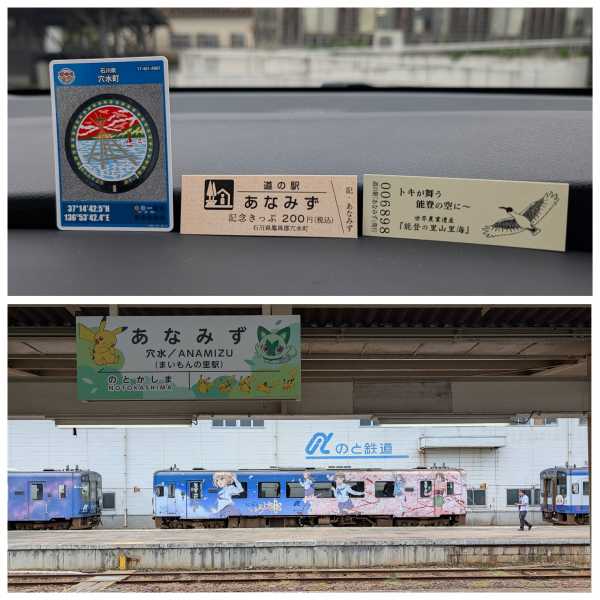 石川県
17-461-A001
穴水町
37°14'42.5"N
136°53'42.4"E
道の駅
あなみず
記念きっぷ 200円(税込)
石川県鳳珠郡穴水町
記・あなみず
006898
トキが舞う
能登の空に~
世界農業遺産
『能登の里山里海』
あなみず
穴水/ANAMIZU
(まいもんの里駅)
のとかしま
NOTOKASHIMA
のと鉄道